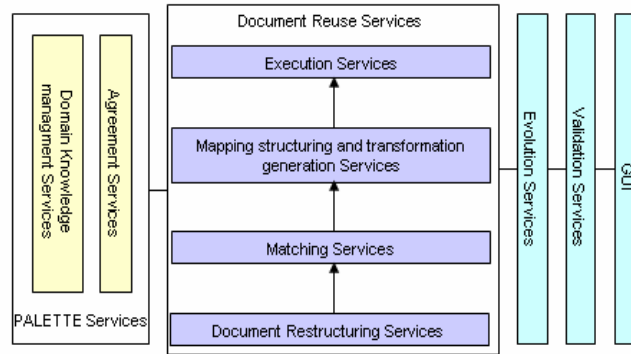 Document Reuse Services
Execution Services
Mapping structuring and transformation
generation Services
Matching Services
Document Restructuring Services
Domain Knowledge
managment Services
Agreement Services
PALETTE Services
Evolution Services
Validation Services
GUI